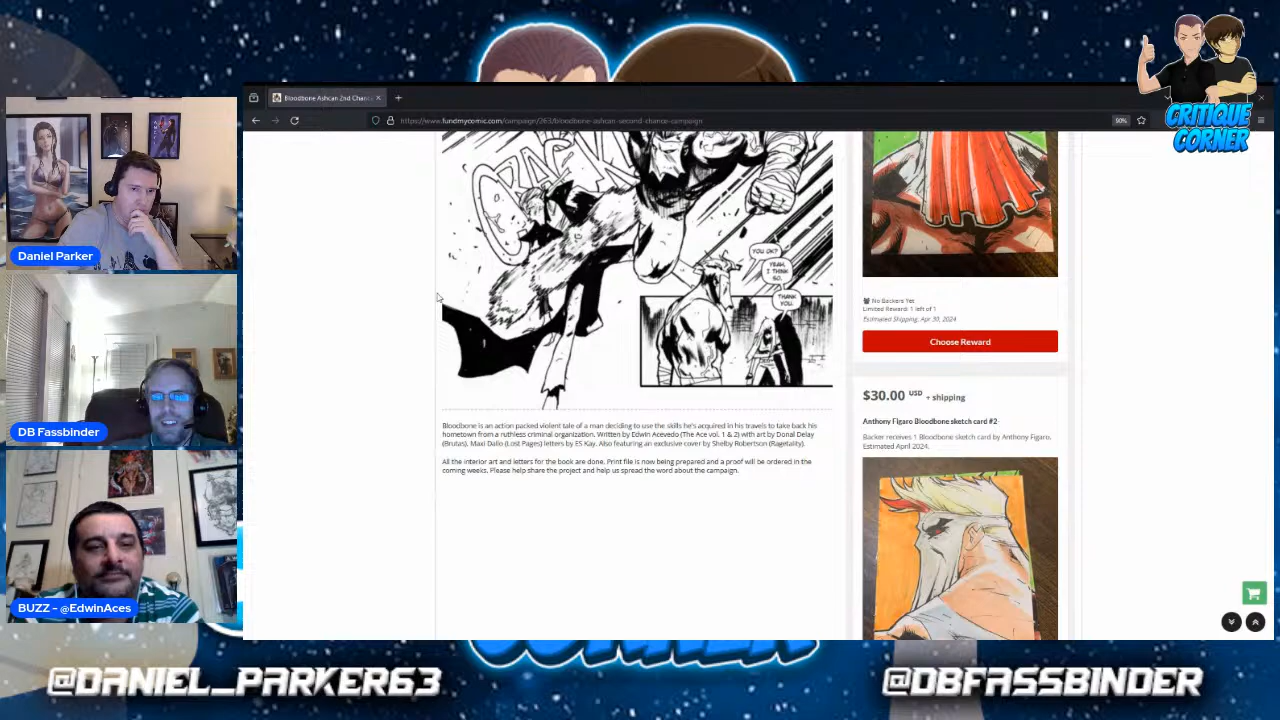 Bloodbone Ashcan 2nd Chance
https://www.fundmycomic.com/campaign/263/bloodbone-ashcan-second-chance-campaign
90%
CRITIQUE
CORNER
Daniel Parker
DB Fassbinder
BUZZ - @EdwinAces
CRACK
YOU OK?
YEAH,
I THINK
SO.
THANK
YOU.
Bloodbone is an action packed violent tale of a man deciding to use the skills he's acquired in his travels to take back his
hometown from a ruthless criminal organization. Written by Edwin Acevedo (The Ace vol. 1 & 2) with art by Donal Delay
(Brutas), Maxi Dallo (Lost Pages) letters by ES Kay. Also featuring an exclusive cover by Shelby Robertson (Ragetality).
All the interior art and letters for the book are done. Print file is now being prepared and a proof will be ordered in the
coming weeks. Please help share the project and help us spread the word about the campaign.
No Backers Yet
Limited Reward: 1 left of 1
Estimated Shipping: Apr 30, 2024
Choose Reward
$30.00 USD + shipping
Anthony Figaro Bloodbone sketch card #2
Backer receives 1 Bloodbone sketch card by Anthony Figaro.
Estimated April 2024.
CORNER
@DANIEL_PARKER63
@DBFASSBINDER